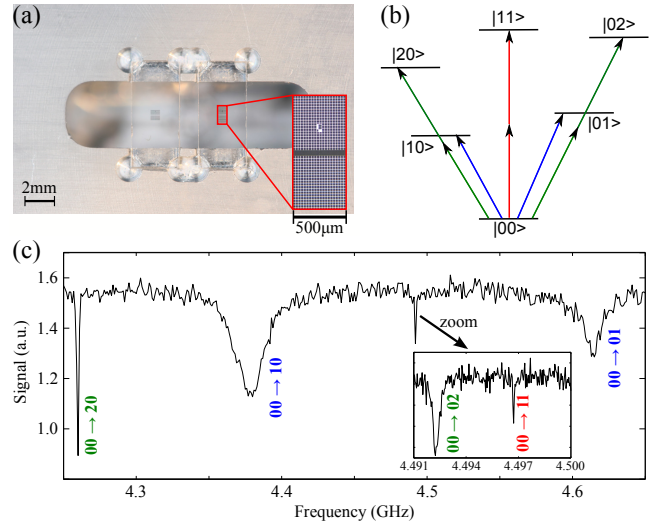 (a)
2mm
500μm
(b)
|11>
|02>
|20>
|01>
|10>
|00>
(c)
Signal (a.u.)
1.6
1.4
1.2
1.0
00 → 20
00 → 10
zoom
00 → 02
00 → 11
4.491
4.494
4.497
4.500
00 → 01
4.3
4.4
4.5
4.6
Frequency (GHz)